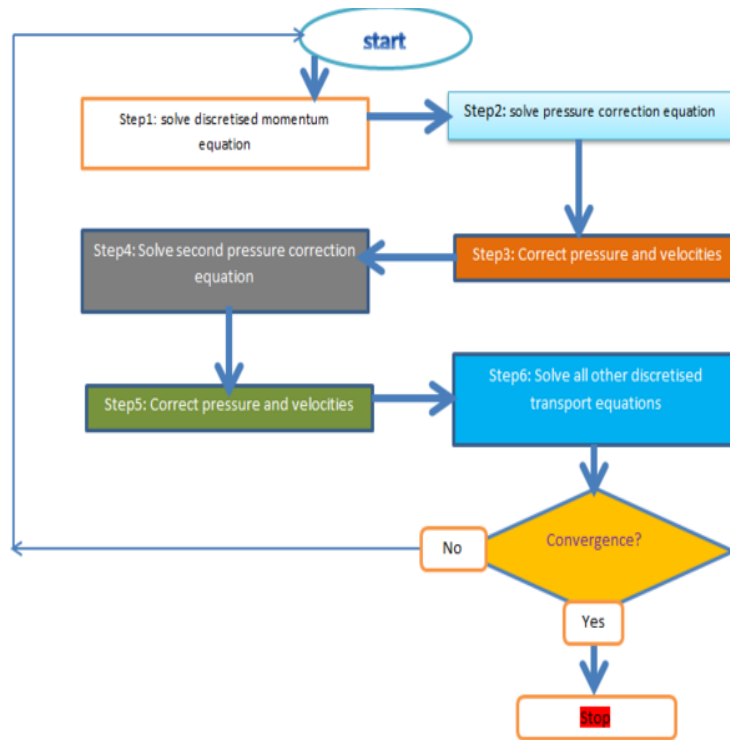 start
Step1: solve discretised momentum
equation
Step2: solve pressure correction equation
Step3: Correct pressure and velocities
Step4: Solve second pressure correction
equation
Step5: Correct pressure and velocities
Step6: Solve all other discretised
transport equations
Convergence?
No
Yes
Stop